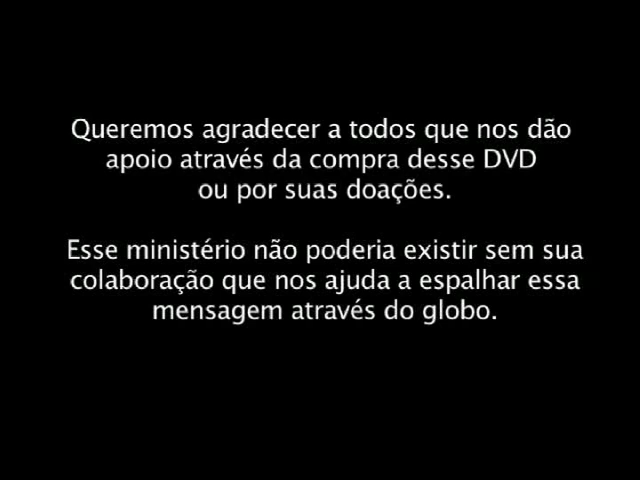 Queremos agradecer a todos que nos dão
apoio através da compra desse DVD
ou por suas doações.
Esse ministério não poderia existir sem sua
colaboração que nos ajuda a espalhar essa
mensagem através do globo.